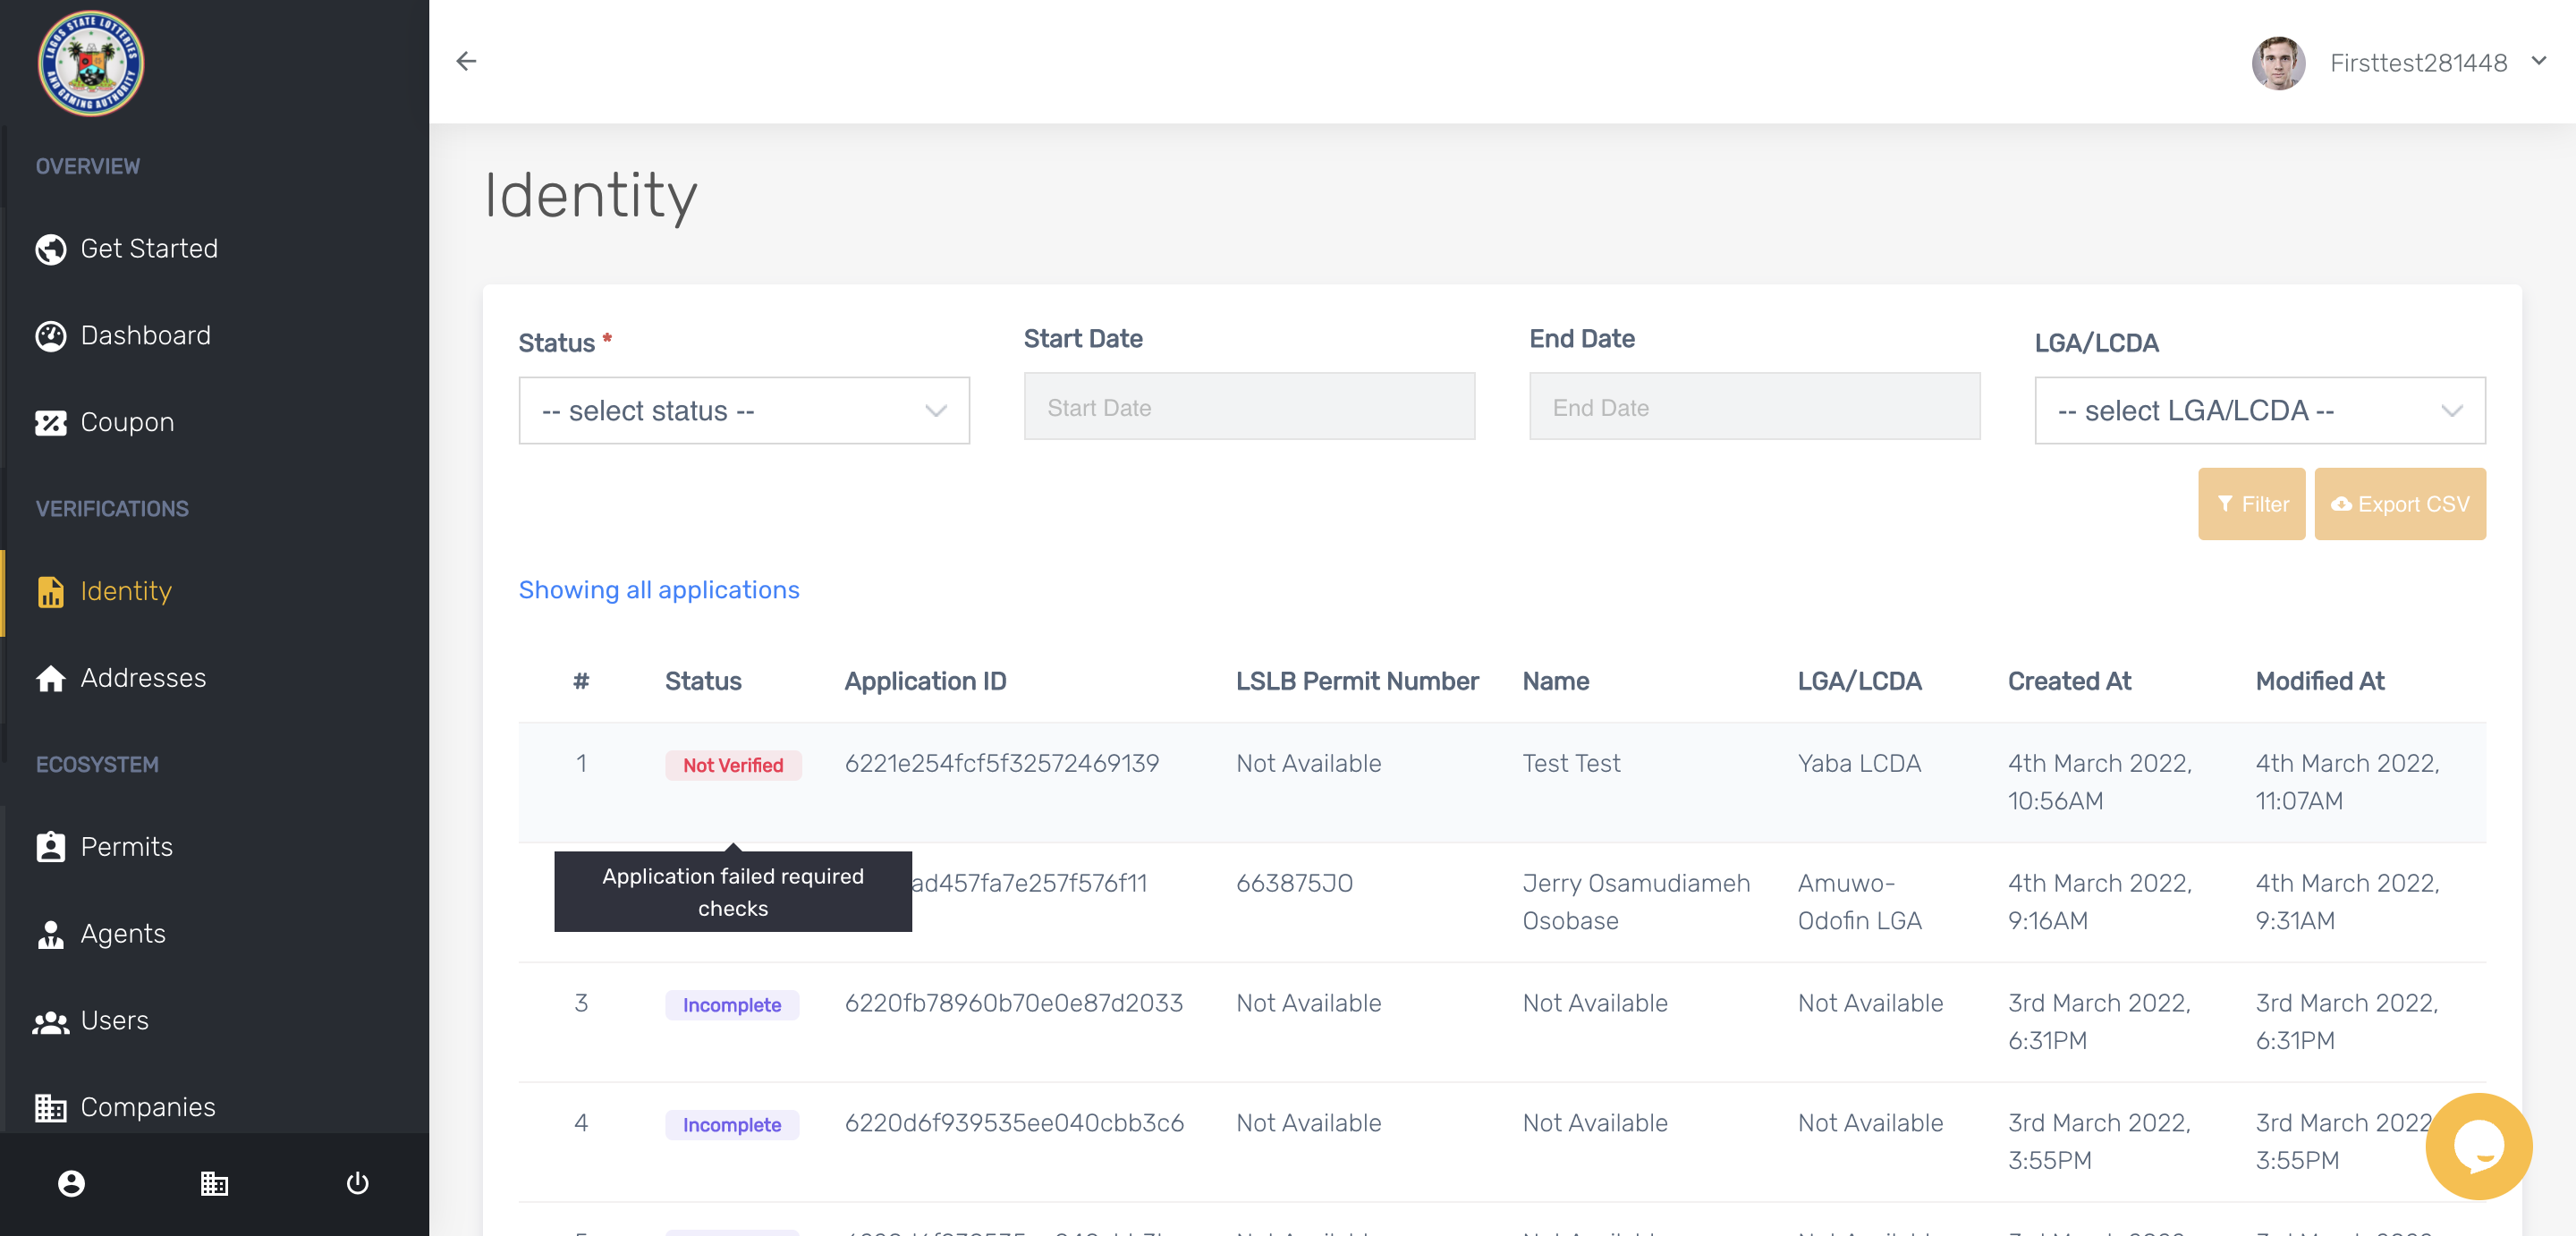 LAGOS STATE LOTTERIES
AND GAMING AUTHORITY
Firsttest281448
OVERVIEW
Get Started
Dashboard
Coupon
VERIFICATIONS
Identity
Addresses
ECOSYSTEM
Permits
Agents
Users
Companies
Identity
Status * Start Date End Date LGA/LCDA
-- select status -- Start Date End Date -- select LGA/LCDA --
Filter Export CSV
Showing all applications
# Status Application ID LSLB Permit Number Name LGA/LCDA Created At Modified At
1 Not Verified 6221e254fcf5f32572469139 Not Available Test Test Yaba LCDA 4th March 2022, 4th March 2022,
10:56AM 11:07AM
Application failed required
checks
ad457fa7e257f576f11 663875JO Jerry Osamudiameh Amuwo- 4th March 2022, 4th March 2022,
Osobase Odofin LGA 9:16AM 9:31AM
3 Incomplete 6220fb78960b70e0e87d2033 Not Available Not Available Not Available 3rd March 2022, 3rd March 2022,
6:31PM 6:31PM
4 Incomplete 6220d6f939535ee040cbb3c6 Not Available Not Available Not Available 3rd March 2022, 3rd March 2022
3:55PM 3:55PM